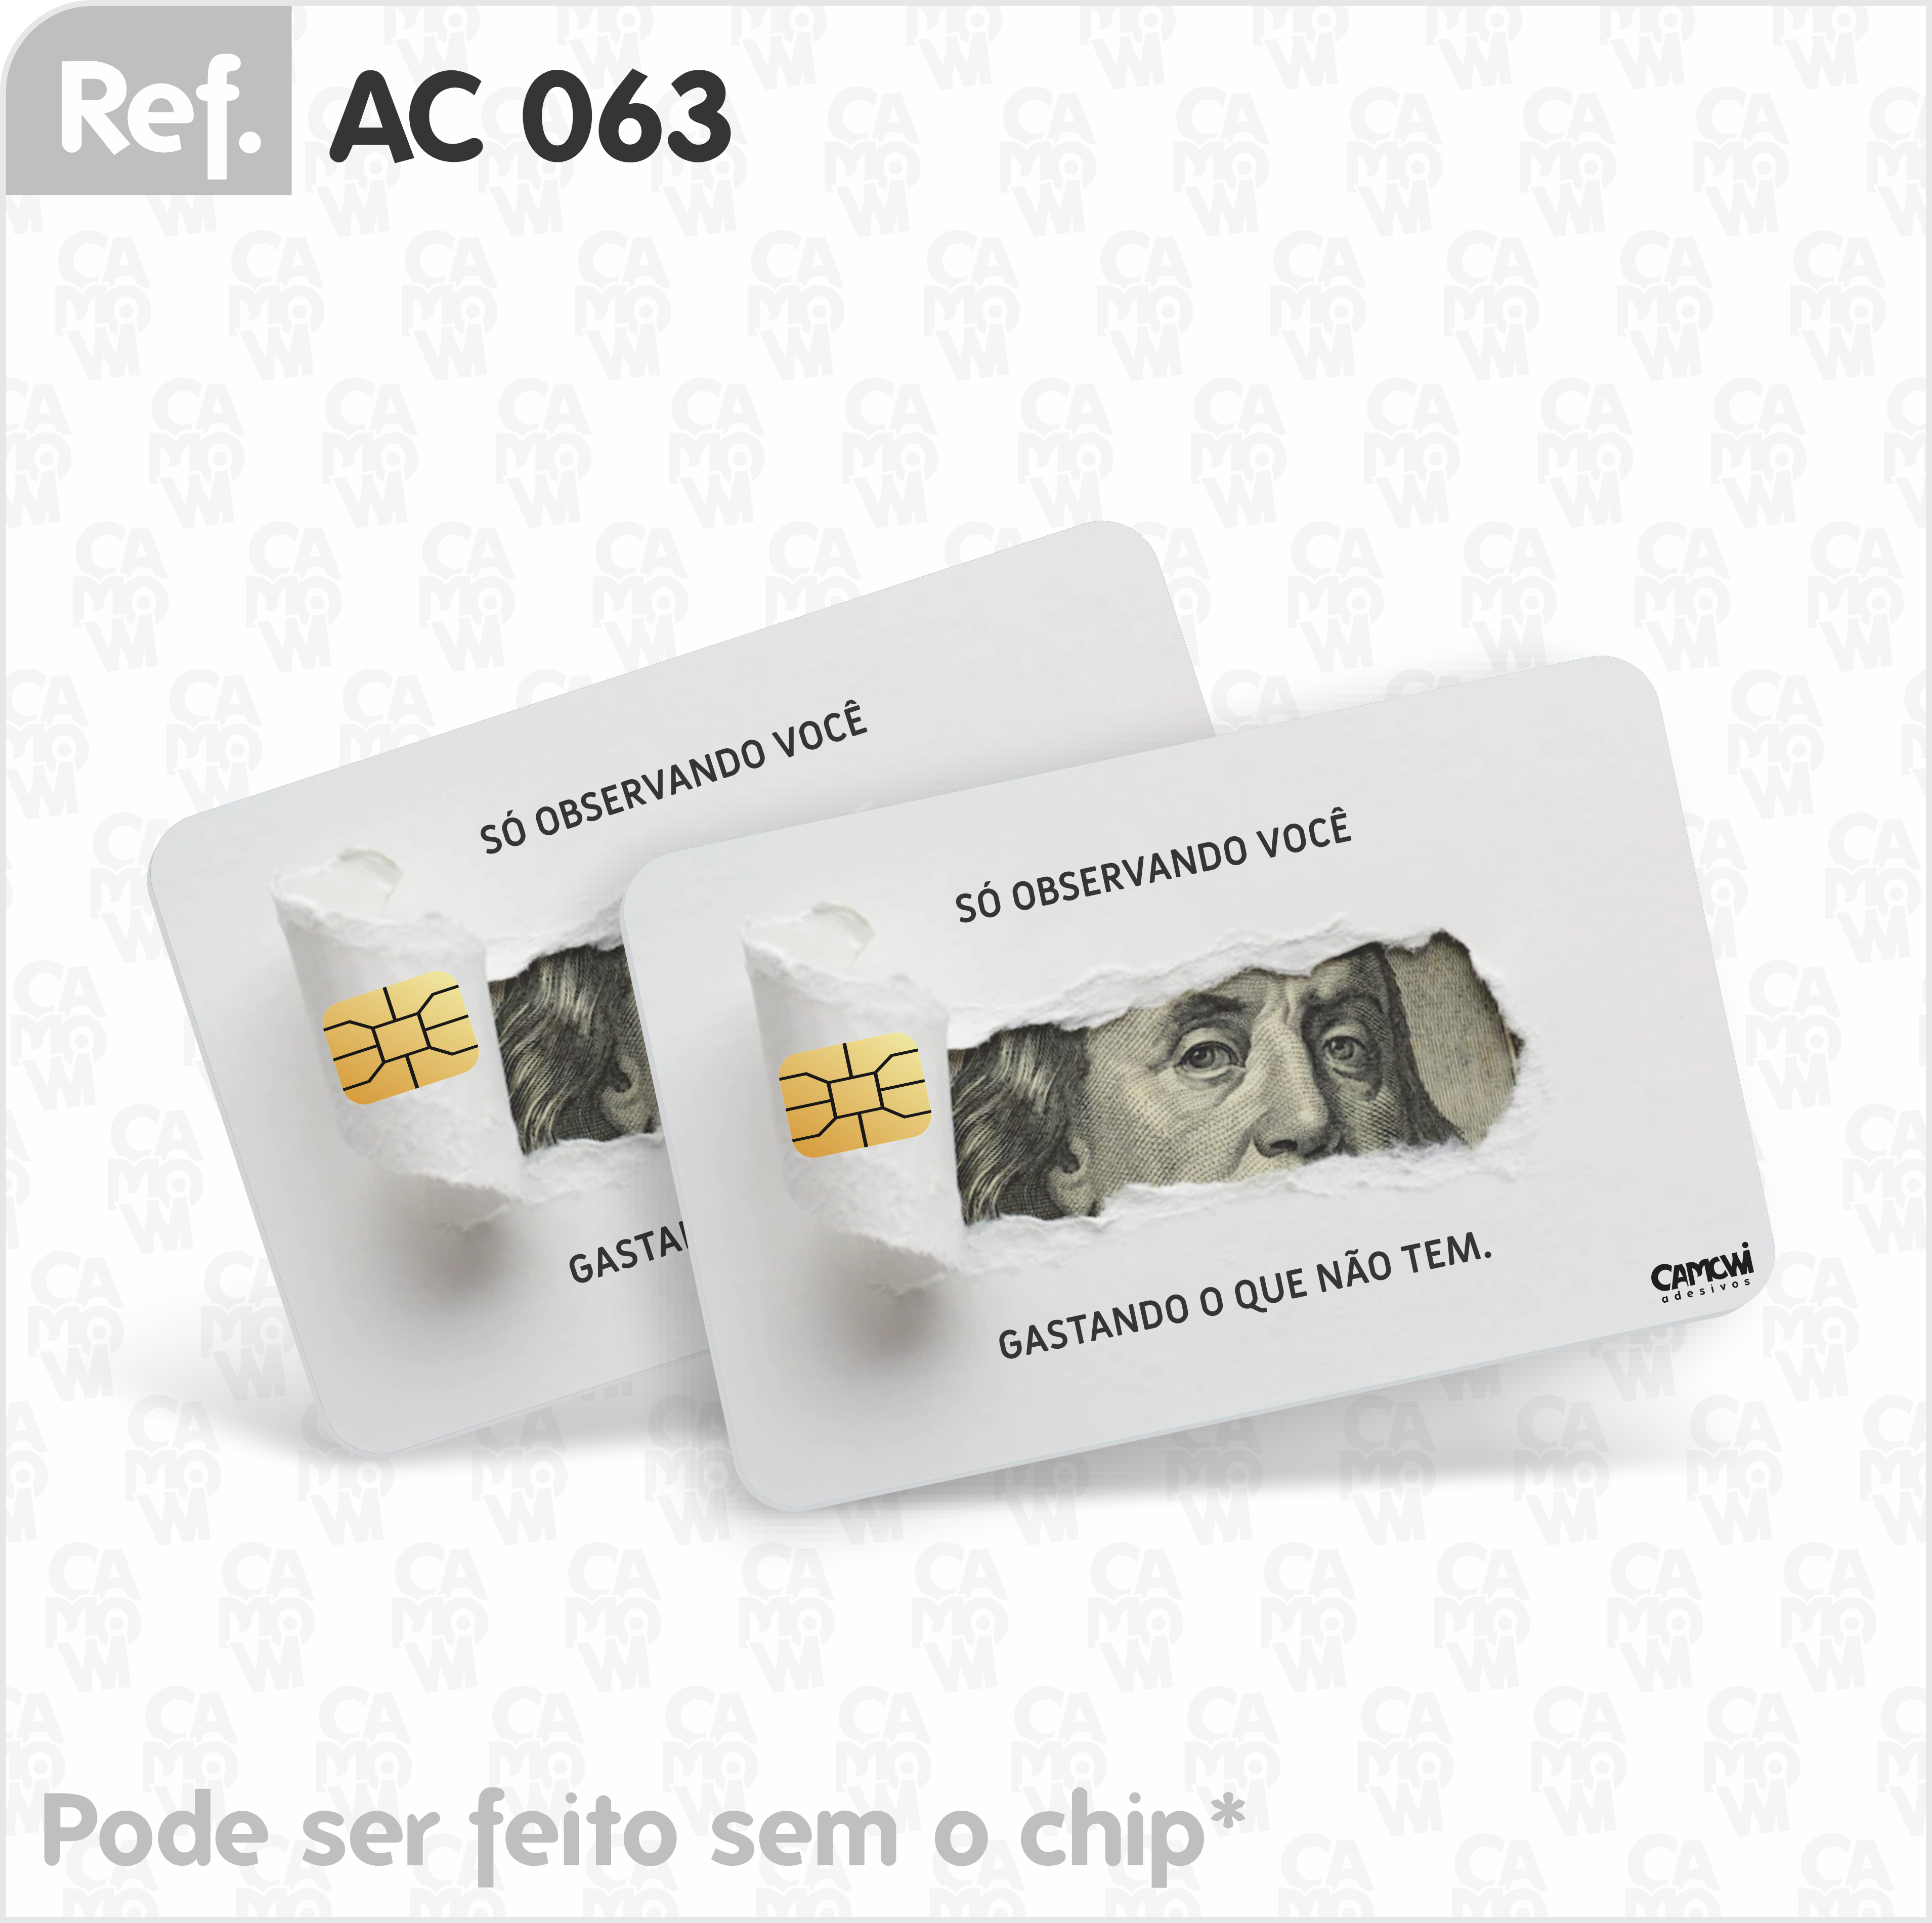 Ref. AC 063
SÓ OBSERVANDO VOCÊ
GASTAN
SÓ OBSERVANDO VOCÊ
GASTANDO O QUE NÃO TEM.
CAMOWI
adesivos
Pode ser feito sem o chip*